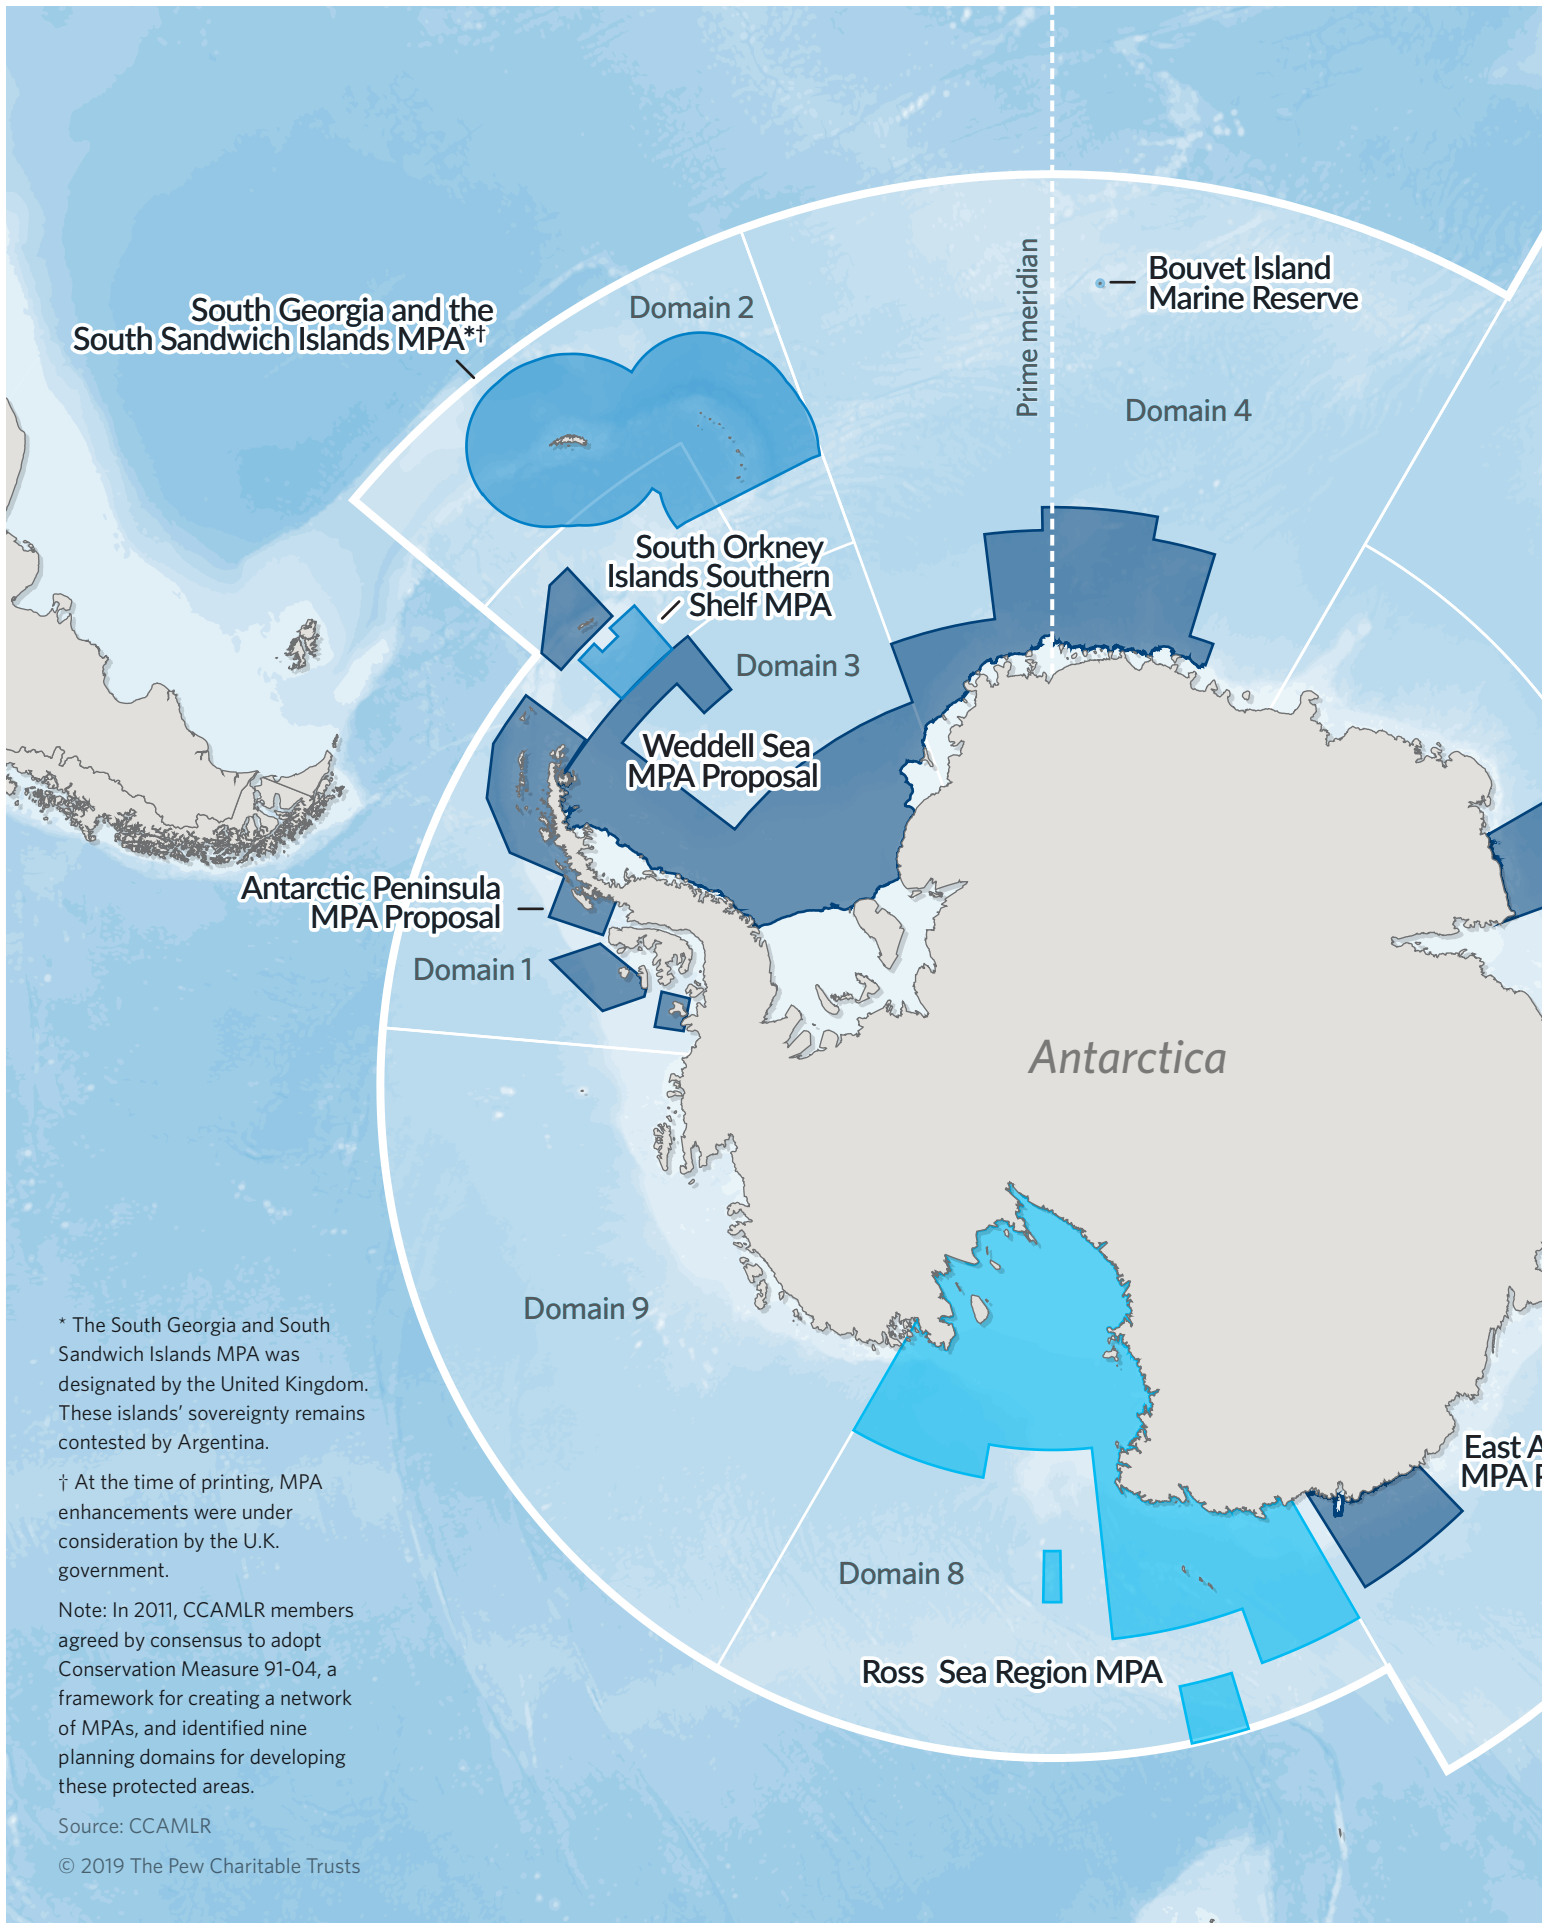 Prime meridian
Bouvet Island
Marine Reserve
South Georgia and the
South Sandwich Islands MPA*†
Domain 2
Domain 4
South Orkney
Islands Southern
Shelf MPA
Domain 3
Weddell Sea
MPA Proposal
Antarctic Peninsula
MPA Proposal
Domain 1
Antarctica
Domain 9
East A
MPA P
Domain 8
Ross Sea Region MPA
* The South Georgia and South
Sandwich Islands MPA was
designated by the United Kingdom.
These islands’ sovereignty remains
contested by Argentina.
† At the time of printing, MPA
enhancements were under
consideration by the U.K.
government.
Note: In 2011, CCAMLR members
agreed by consensus to adopt
Conservation Measure 91-04, a
framework for creating a network
of MPAs, and identified nine
planning domains for developing
these protected areas.
Source: CCAMLR
© 2019 The Pew Charitable Trusts